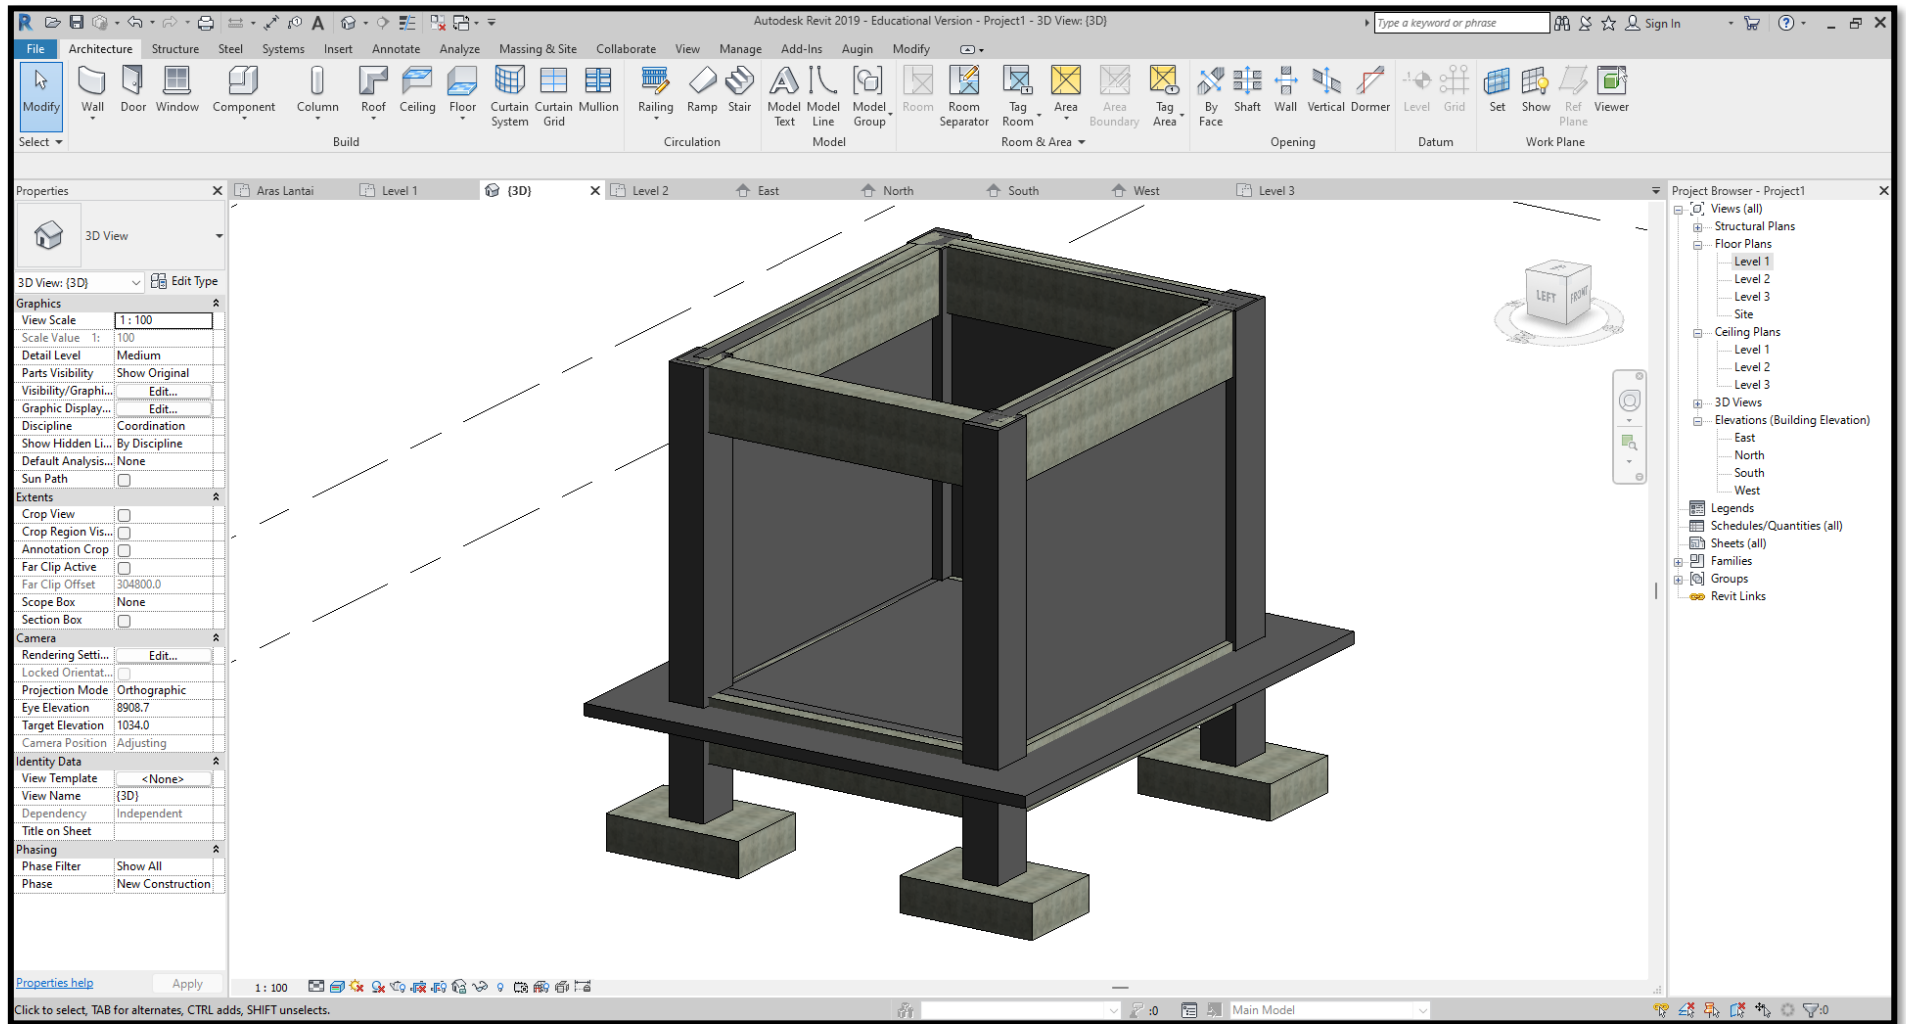 Autodesk Revit 2019 - Educational Version - Project1 - 3D View: {3D}
Type a keyword or phrase
Sign In
File Architecture Structure Steel Systems Insert Annotate Analyze Massing & Site Collaborate View Manage Add-Ins Augin Modify
Modify Wall Door Window Component Column Roof Ceiling Floor Curtain System Curtain Grid Mullion Railing Ramp Stair Model Text Model Line Model Group Room Room Separator Tag Room Area Area Boundary Tag Area By Face Shaft Wall Vertical Dormer Level Grid Set Show Ref Plane Viewer
Select Build Circulation Model Room & Area Opening Datum Work Plane
Properties
Aras Lantai Level 1 {3D} Level 2 East North South West Level 3
3D View
3D View: {3D} Edit Type
Graphics
View Scale 1 : 100
Scale Value 1: 100
Detail Level Medium
Parts Visibility Show Original
Visibility/Graphi... Edit...
Graphic Display... Edit...
Discipline Coordination
Show Hidden Li... By Discipline
Default Analysis... None
Sun Path
Extents
Crop View
Crop Region Vis...
Annotation Crop
Far Clip Active
Far Clip Offset 304800.0
Scope Box None
Section Box
Camera
Rendering Setti... Edit...
Locked Orientat...
Projection Mode Orthographic
Eye Elevation 8908.7
Target Elevation 1034.0
Camera Position Adjusting
Identity Data
View Template <None>
View Name {3D}
Dependency Independent
Title on Sheet
Phasing
Phase Filter Show All
Phase New Construction
Properties help Apply
LEFT FRONT
Project Browser - Project1
Views (all)
Structural Plans
Floor Plans
Level 1
Level 2
Level 3
Site
Ceiling Plans
Level 1
Level 2
Level 3
3D Views
Elevations (Building Elevation)
East
North
South
West
Legends
Schedules/Quantities (all)
Sheets (all)
Families
Groups
Revit Links
1 : 100
Click to select, TAB for alternates, CTRL adds, SHIFT unselects.
:0
Main Model
:0